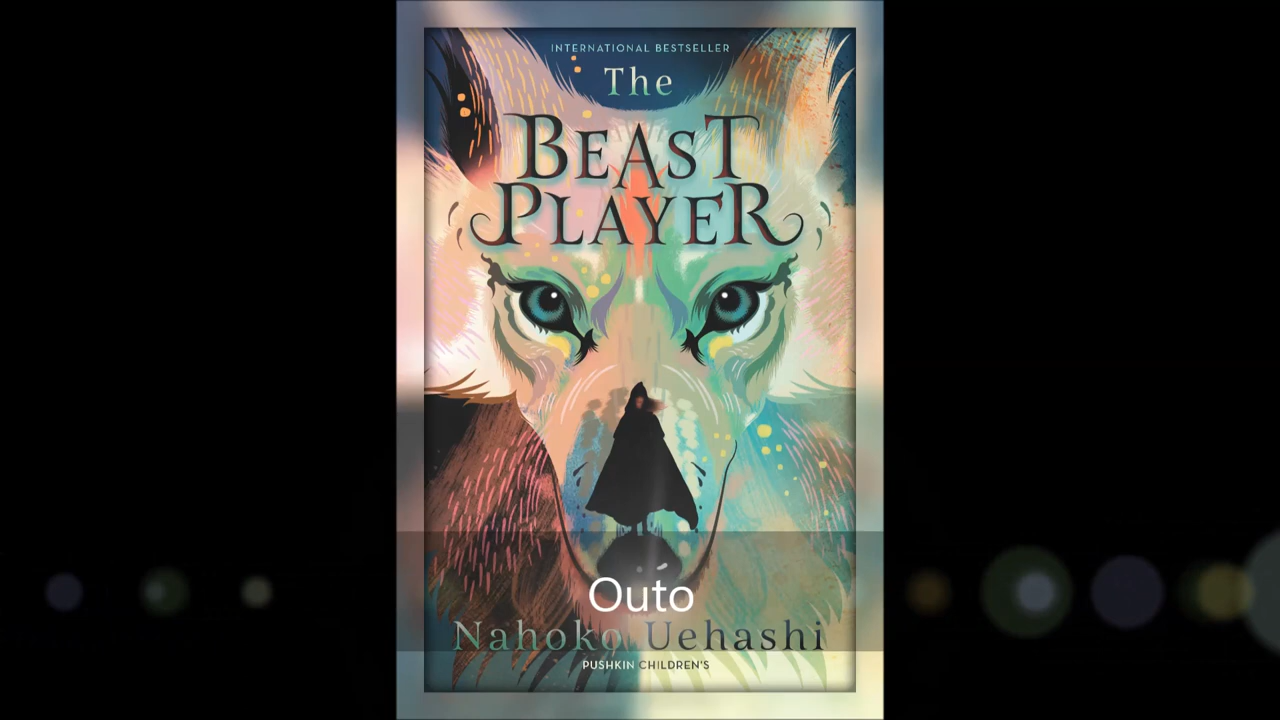 INTERNATIONAL BESTSELLER
The
BEAST
PLAYER
Outo
Nahoko Uehashi
PUSHKIN CHILDREN'S